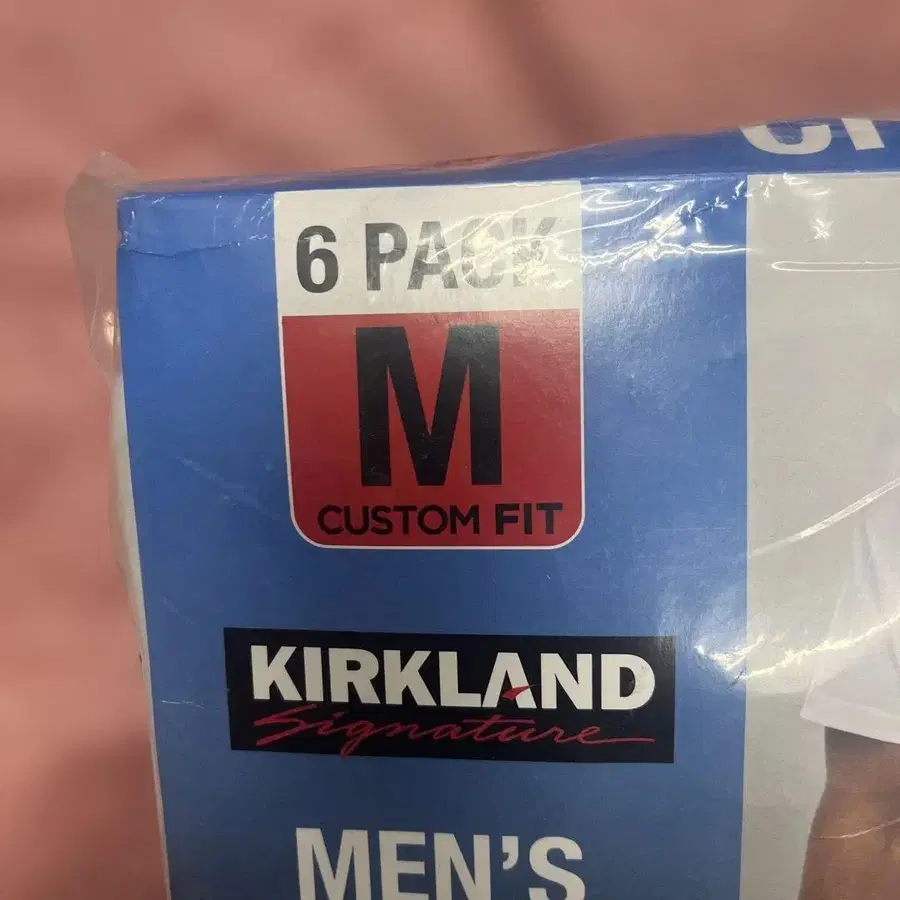 6 PACK
M
CUSTOM FIT
KIRKLAND
Signature
MEN'S